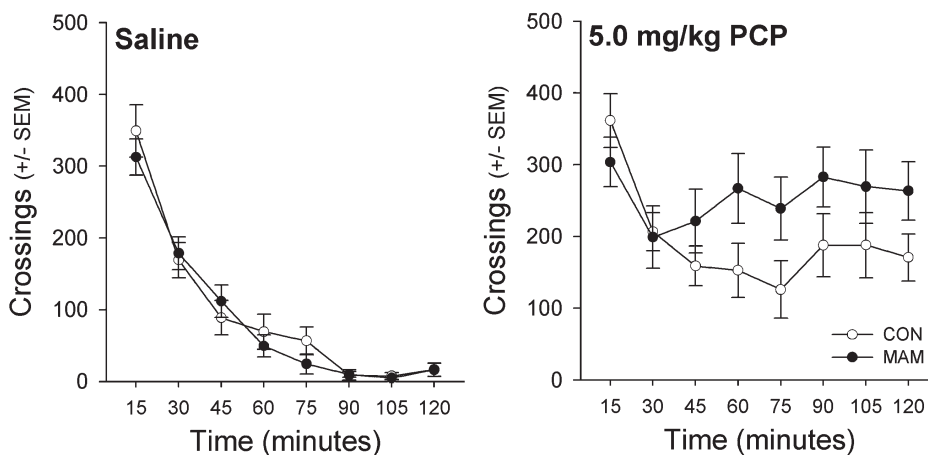 Saline
Crossings (+/- SEM)
500
400
300
200
100
0
15 30 45 60 75 90 105 120
Time (minutes)
5.0 mg/kg PCP
Crossings (+/- SEM)
500
400
300
200
100
0
CON
MAM
15 30 45 60 75 90 105 120
Time (minutes)